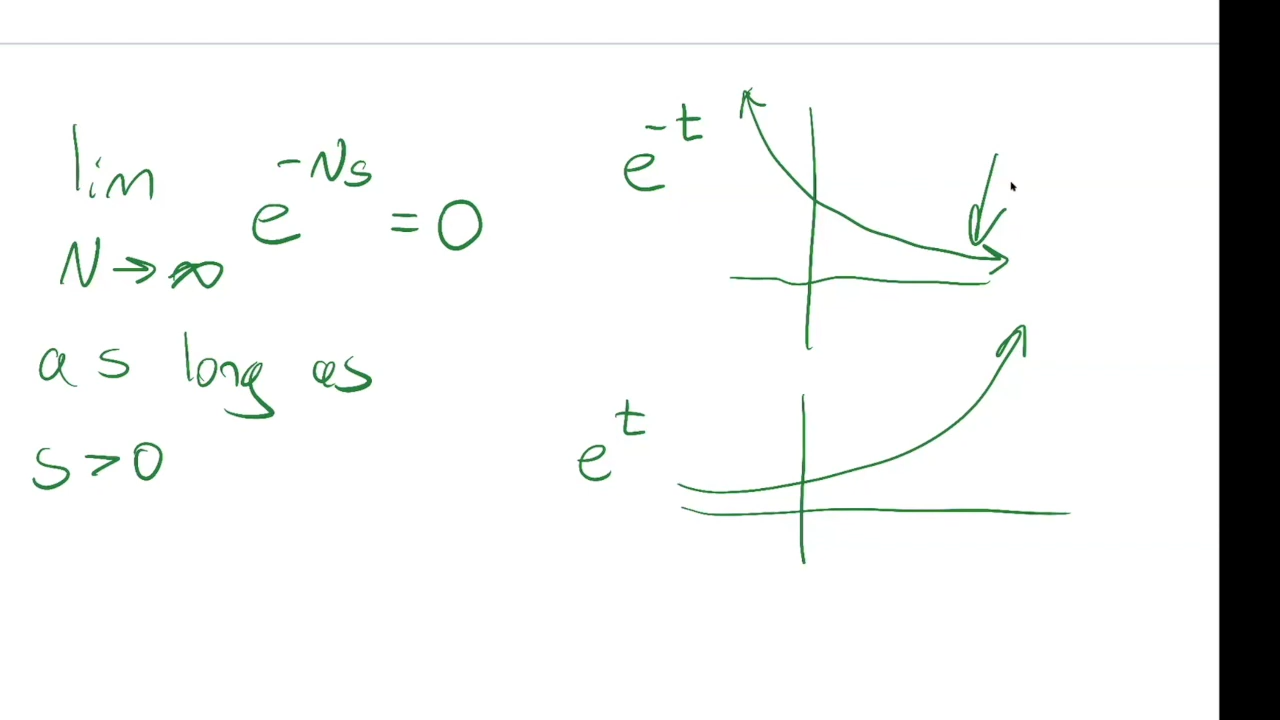 lim N→∞ e^{-Ns} = 0
as long as
s > 0
e^{-t}
e^{t}